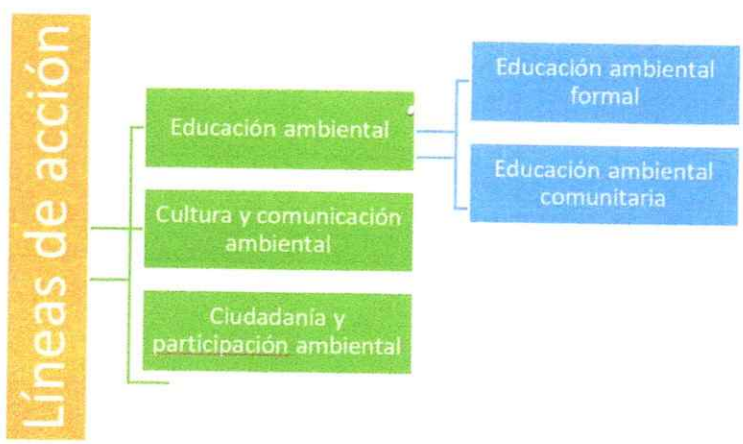 Líneas de acción
Educación ambiental
Cultura y comunicación
ambiental
Ciudadanía y
participación ambiental
Educación ambiental
formal
Educación ambiental
comunitaria